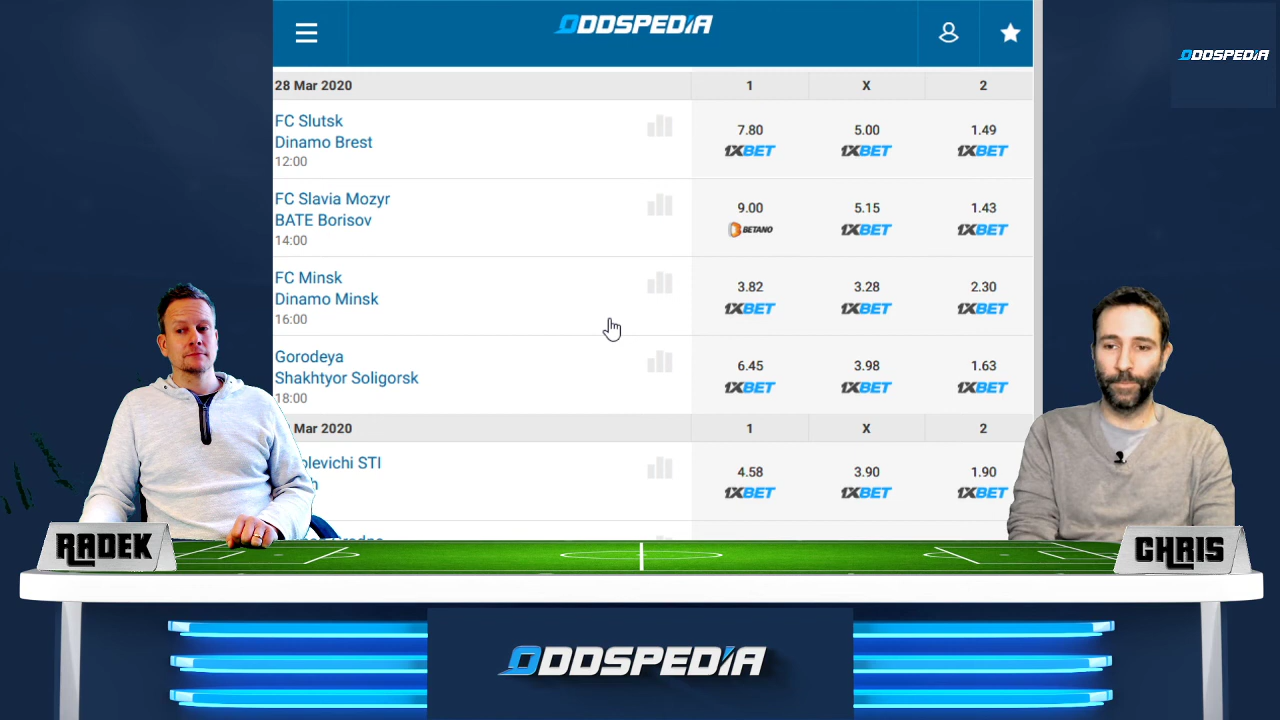 ODDSPEDIA
ODDSPEDIA
28 Mar 2020 1 X 2
FC Slutsk
Dinamo Brest
12:00
7.80 5.00 1.49
1XBET 1XBET 1XBET
FC Slavia Mozyr
BATE Borisov
14:00
9.00 5.15 1.43
BETANO 1XBET 1XBET
FC Minsk
Dinamo Minsk
16:00
3.82 3.28 2.30
1XBET 1XBET 1XBET
Gorodeya
Shakhtyor Soligorsk
18:00
6.45 3.98 1.63
1XBET 1XBET 1XBET
Mar 2020 1 X 2
olevichi STI
4.58 3.90 1.90
1XBET 1XBET 1XBET
RADEK
CHRIS
ODDSPEDIA